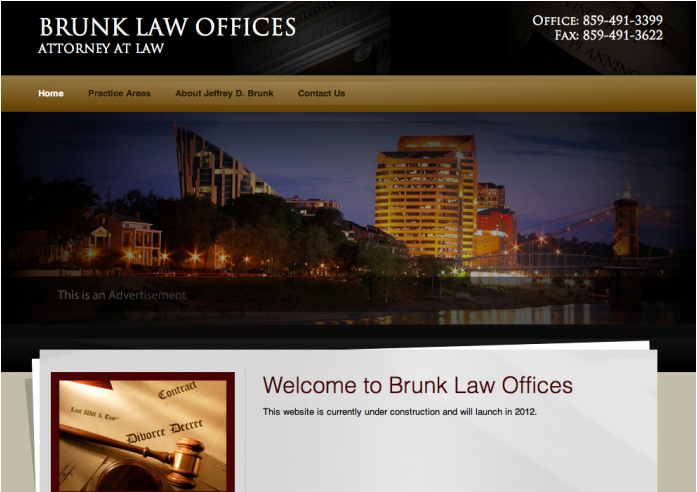 BRUNK LAW OFFICES
ATTORNEY AT LAW
OFFICE: 859-491-3399
FAX: 859-491-3622
PLANNING
Home Practice Areas About Jeffrey D. Brunk Contact Us
This is an Advertisement
Welcome to Brunk Law Offices
This website is currently under construction and will launch in 2012.
Contract
Last Will &
Divorce Decree